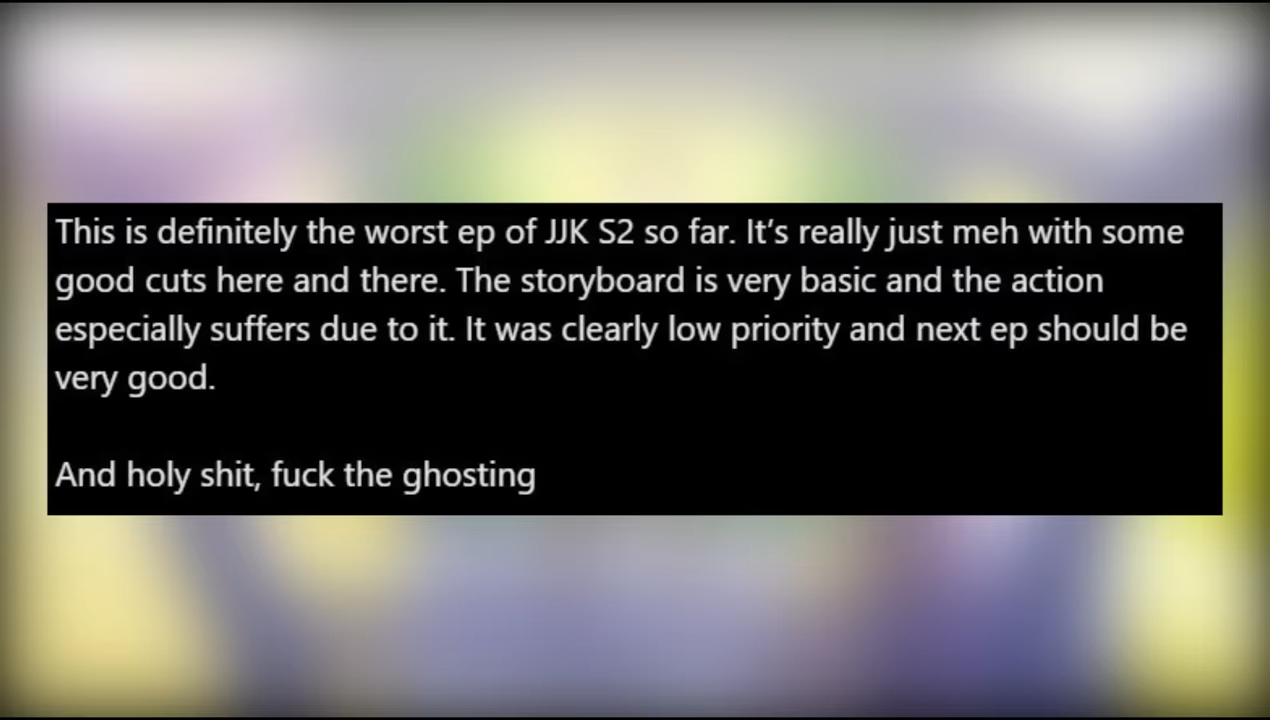 This is definitely the worst ep of JJK S2 so far. It’s really just meh with some
good cuts here and there. The storyboard is very basic and the action
especially suffers due to it. It was clearly low priority and next ep should be
very good.
And holy shit, fuck the ghosting